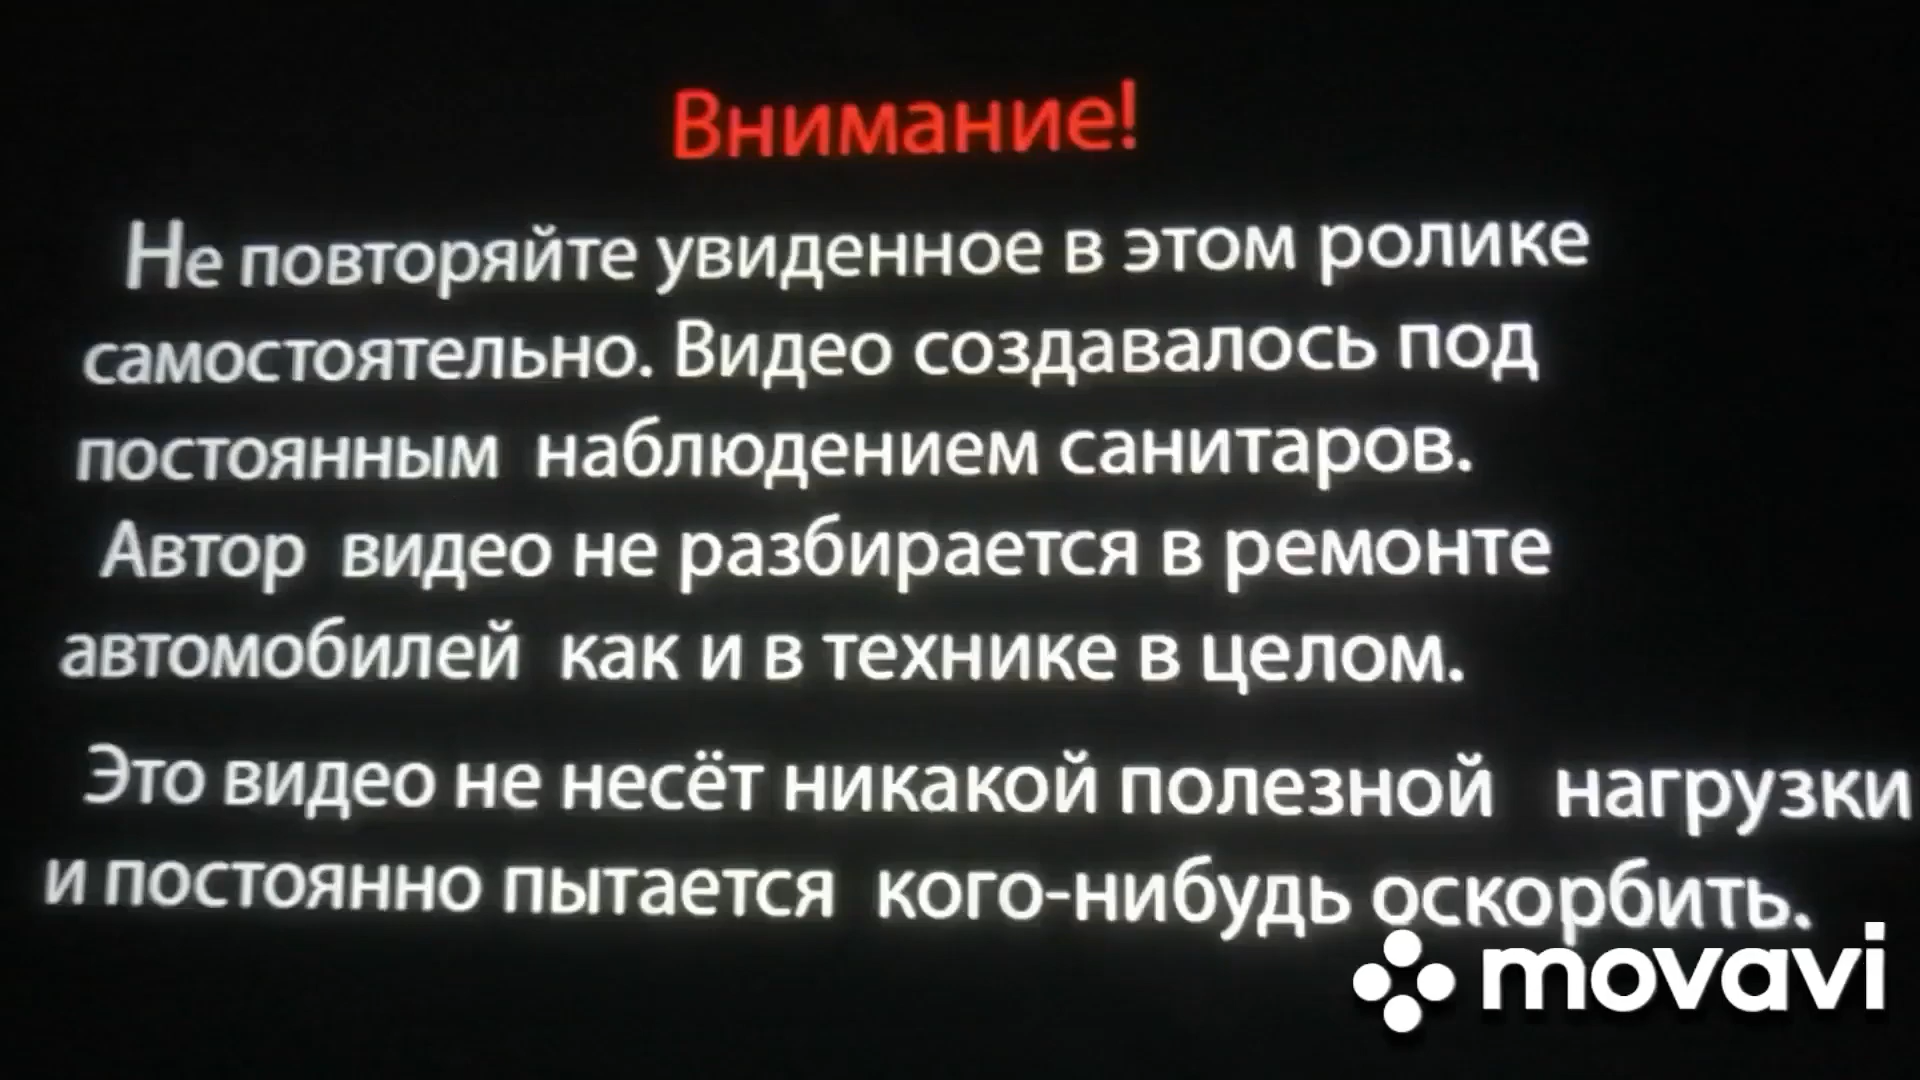 Внимание!
Не повторяйте увиденное в этом ролике
самостоятельно. Видео создавалось под
постоянным наблюдением санитаров.
Автор видео не разбирается в ремонте
автомобилей как и в технике в целом.
Это видео не несёт никакой полезной нагрузки
и постоянно пытается кого-нибудь оскорбить.
movavi